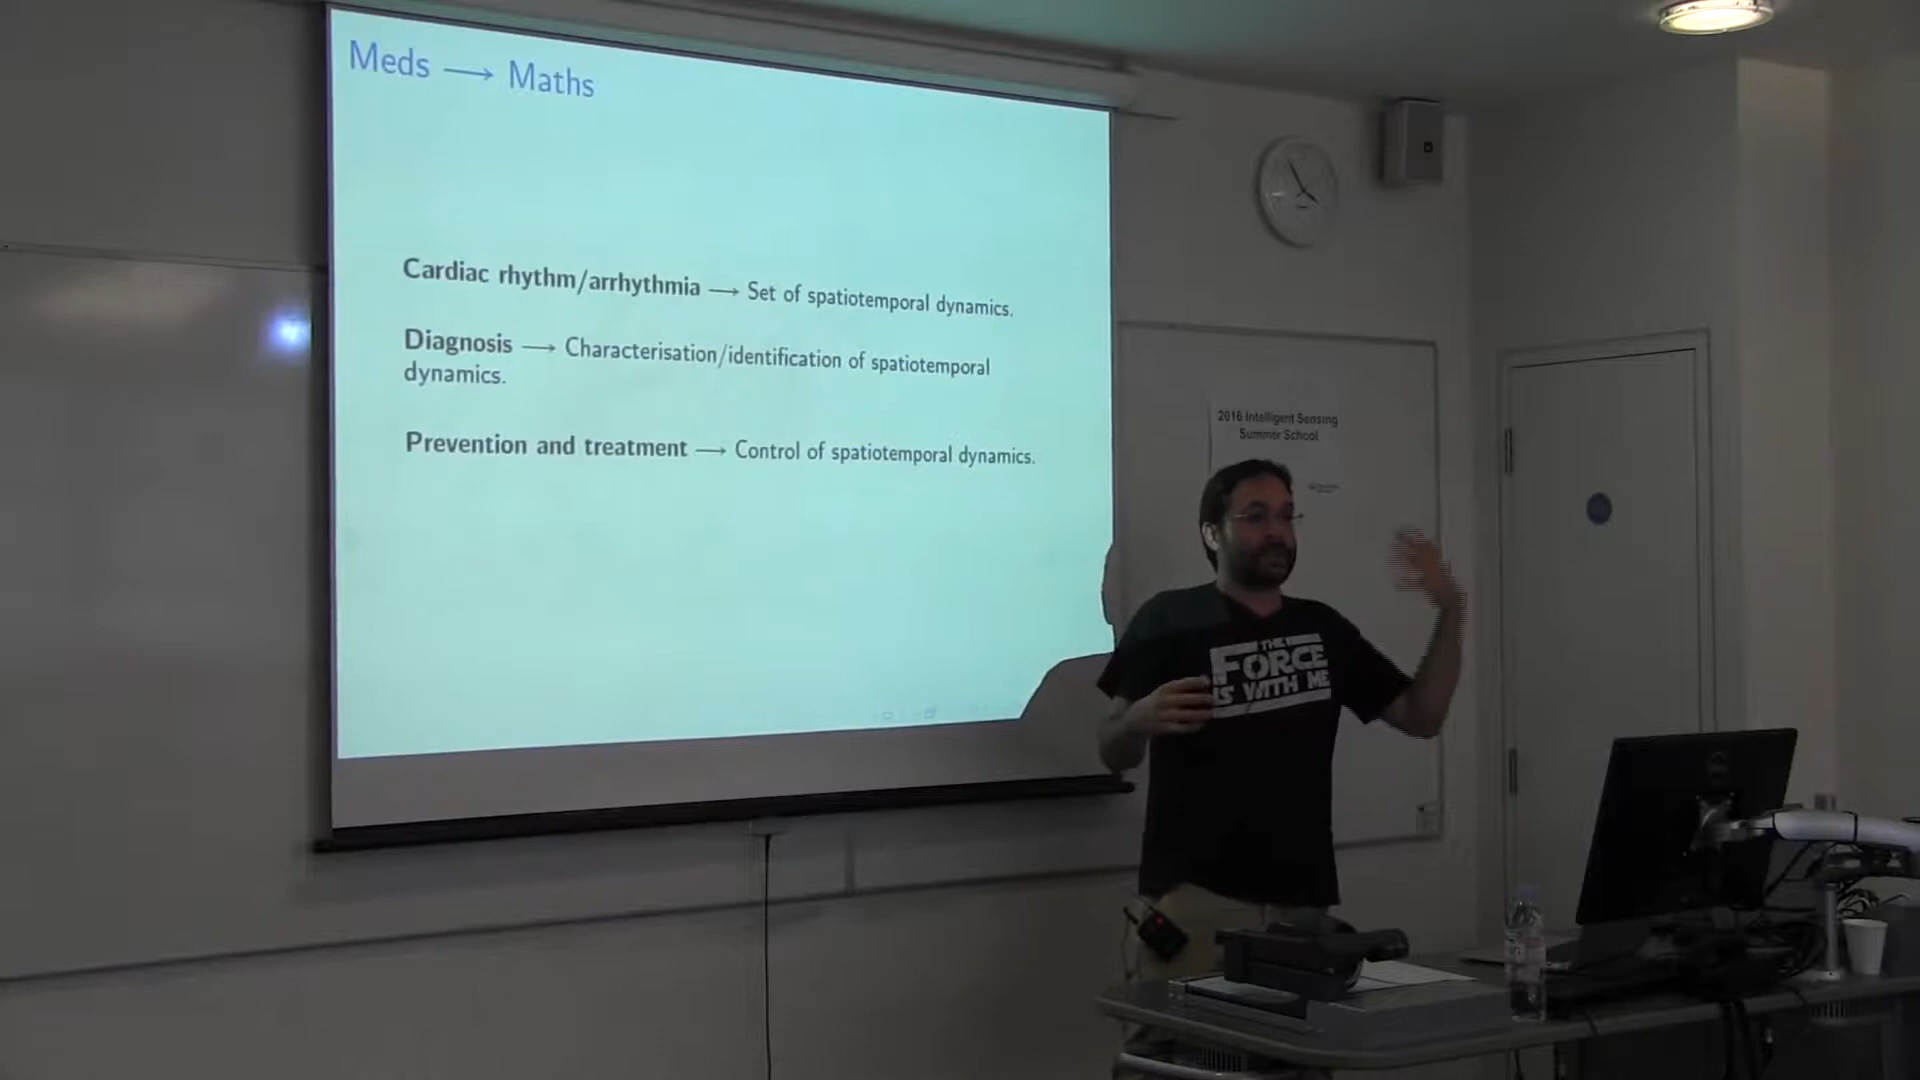 Meds ⟶ Maths
Cardiac rhythm/arrhythmia ⟶ Set of spatiotemporal dynamics.
Diagnosis ⟶ Characterisation/identification of spatiotemporal
dynamics.
Prevention and treatment ⟶ Control of spatiotemporal dynamics.
2016 Intelligent Sensing
Summer School
THE
FORCE
IS WITH ME